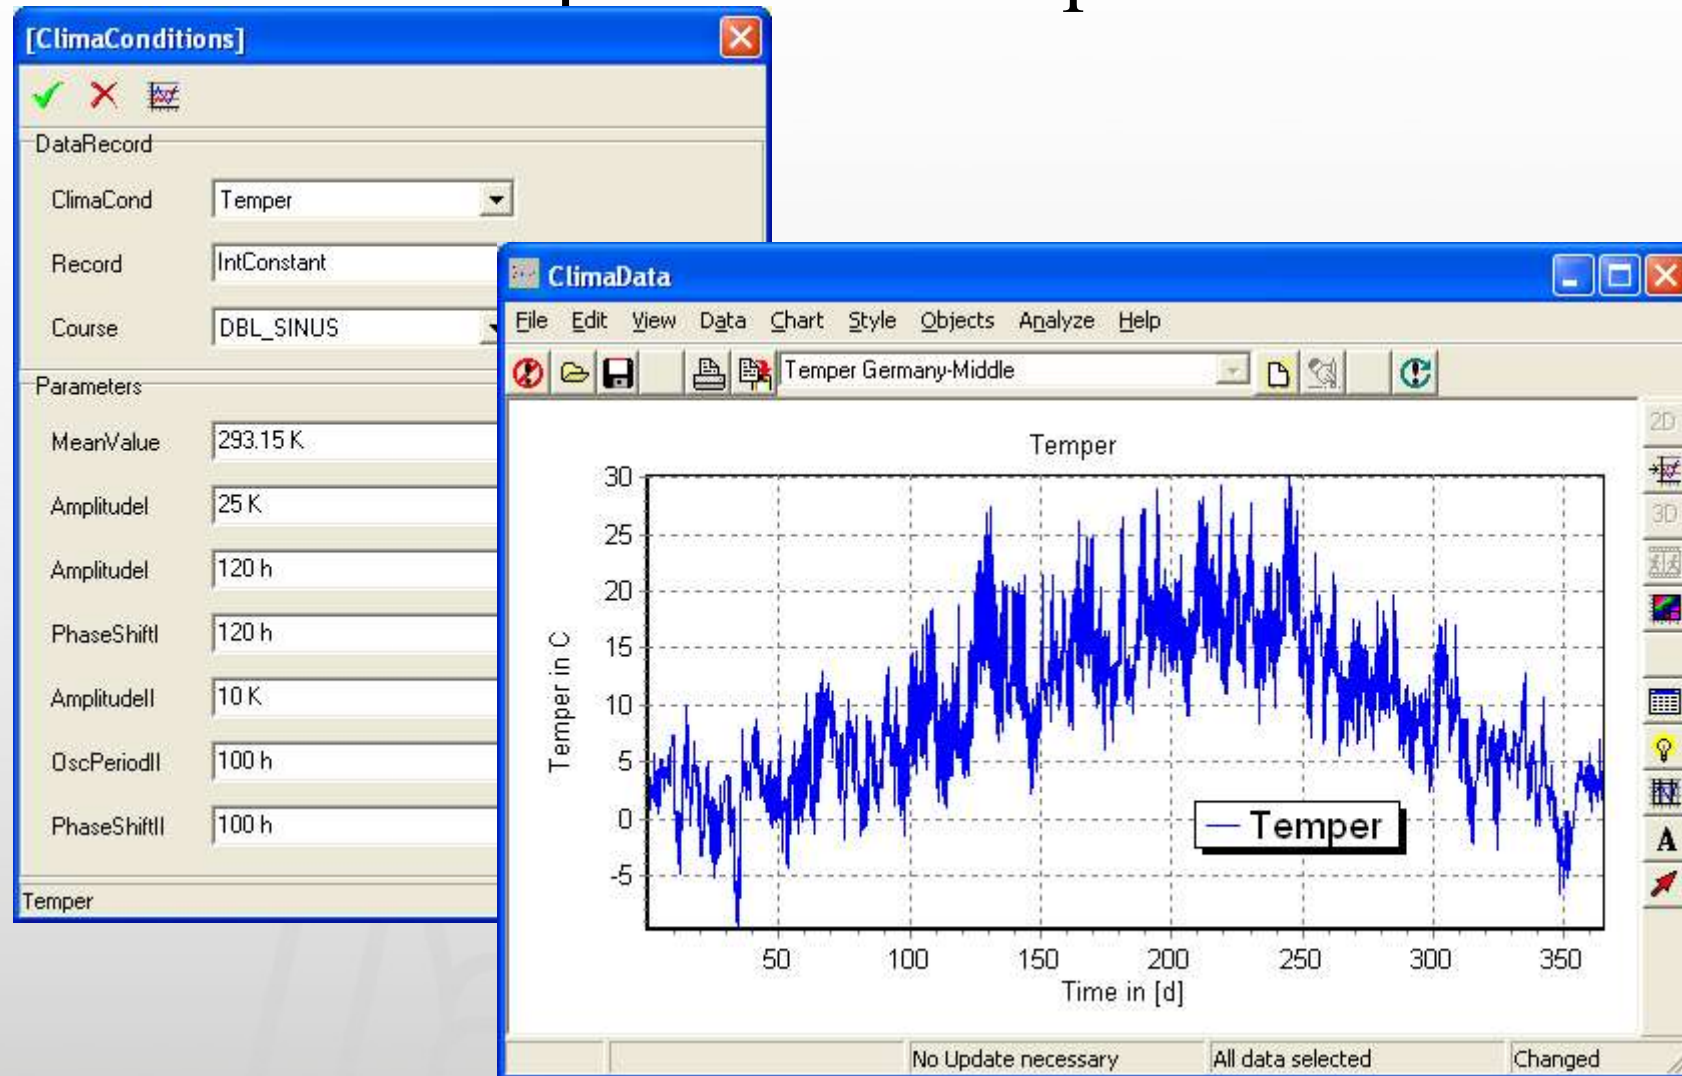 [ClimaConditions]
DataRecord
ClimaCond Temper
Record IntConstant
Course DBL_SINUS
Parameters
MeanValue 293.15 K
AmplitudeI 25 K
AmplitudeI 120 h
PhaseShiftI 120 h
AmplitudeII 10 K
OscPeriodII 100 h
PhaseShiftII 100 h
Temper
ClimaData
File Edit View Data Chart Style Objects Analyze Help
Temper Germany-Middle
2D
3D
A
Temper
30
25
20
15
10
5
0
-5
Temper in C
Temper
50 100 150 200 250 300 350
Time in [d]
No Update necessary All data selected Changed